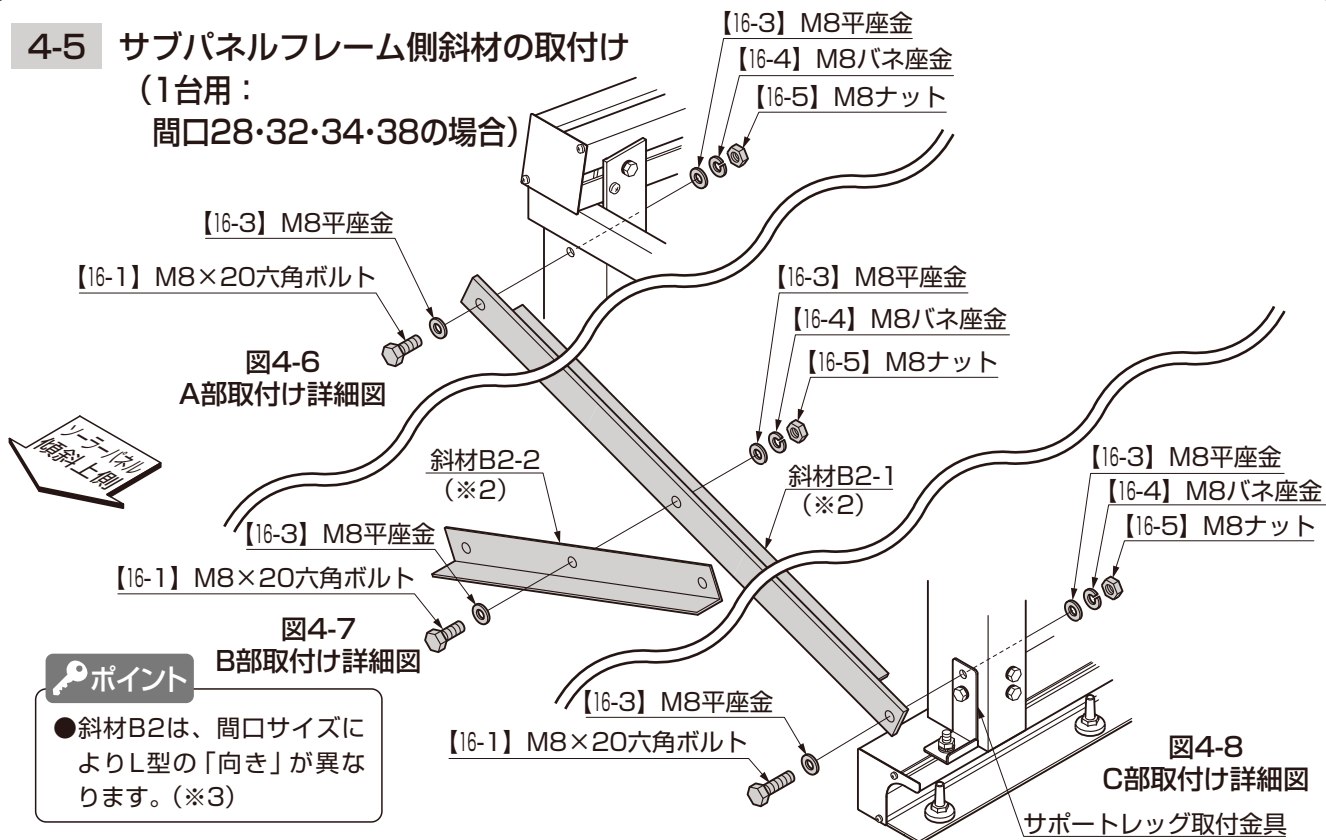 4-5 サブパネルフレーム側斜材の取付け
(1台用:
間口28・32・34・38の場合)
【16-3】M8平座金
【16-4】M8バネ座金
【16-5】M8ナット
【16-3】M8平座金
【16-1】M8×20六角ボルト
図4-6
A部取付け詳細図
【16-3】M8平座金
【16-4】M8バネ座金
【16-5】M8ナット
ソーラーパネル
傾斜上側
斜材B2-2
(※2)
斜材B2-1
(※2)
【16-3】M8平座金
【16-1】M8×20六角ボルト
図4-7
B部取付け詳細図
【16-3】M8平座金
【16-4】M8バネ座金
【16-5】M8ナット
【16-3】M8平座金
【16-1】M8×20六角ボルト
図4-8
C部取付け詳細図
サポートレッグ取付金具
ポイント
●斜材B2は、間口サイズに
よりL型の「向き」が異な
ります。(※3)